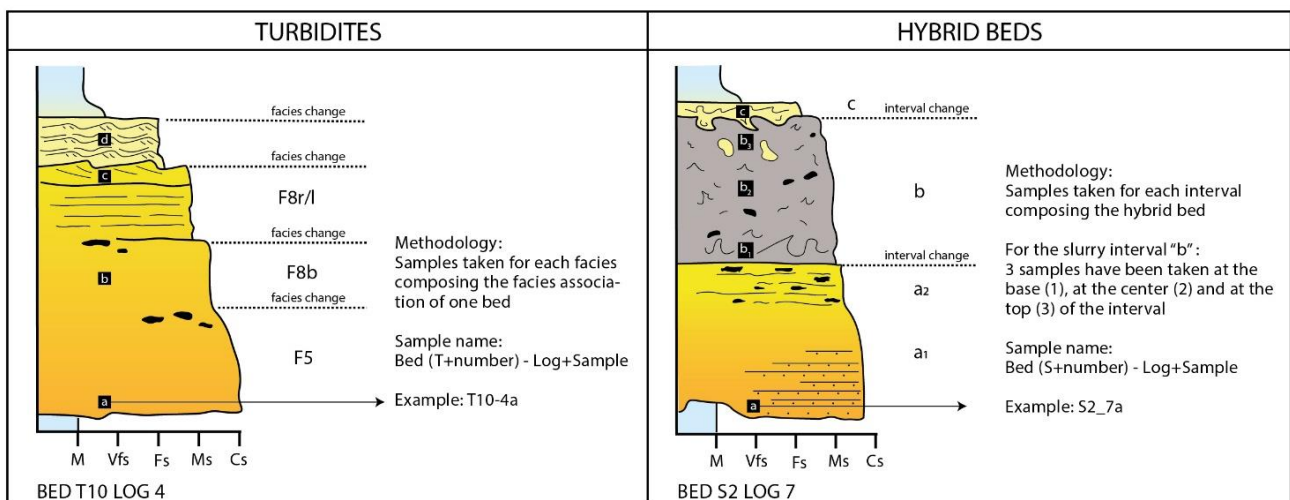 TURBIDITES
facies change
d
facies change
c
F8r/l
facies change
b
F8b
facies change
F5
a
Methodology:
Samples taken for each facies
composing the facies associa-
tion of one bed
Sample name:
Bed (T+number) - Log+Sample
Example: T10-4a
M Vfs Fs Ms Cs
BED T10 LOG 4
HYBRID BEDS
c
c
interval change
b3
b2
b
b1
interval change
a2
a1
a
Methodology:
Samples taken for each interval
composing the hybrid bed
For the slurry interval “b” :
3 samples have been taken at the
base (1), at the center (2) and at the
top (3) of the interval
Sample name:
Bed (S+number) - Log+Sample
Example: S2_7a
M Vfs Fs Ms Cs
BED S2 LOG 7